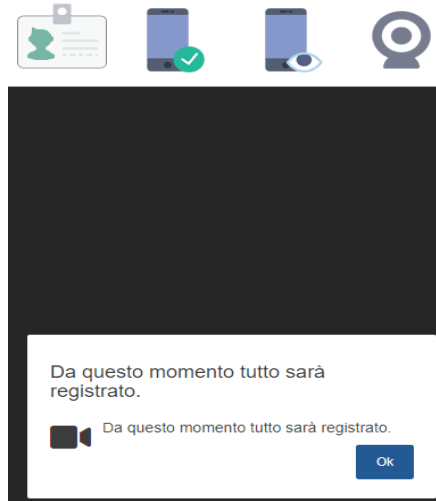 Da questo momento tutto sarà
registrato.
Da questo momento tutto sarà registrato.
Ok